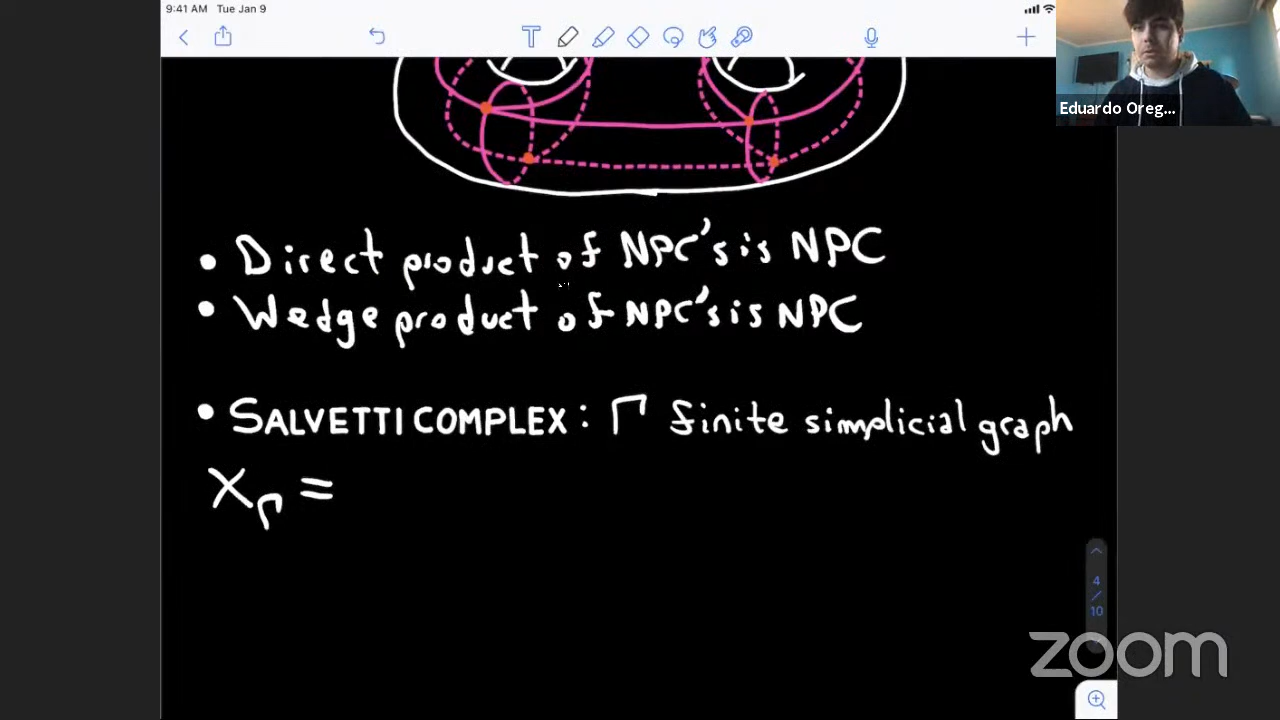 9:41 AM Tue Jan 9
Eduardo Oreg...
• Direct product of NPC's is NPC
• Wedge product of NPC's is NPC
• SALVETTI COMPLEX: Γ finite simplicial graph
X_Γ =
4
/
10
zoom